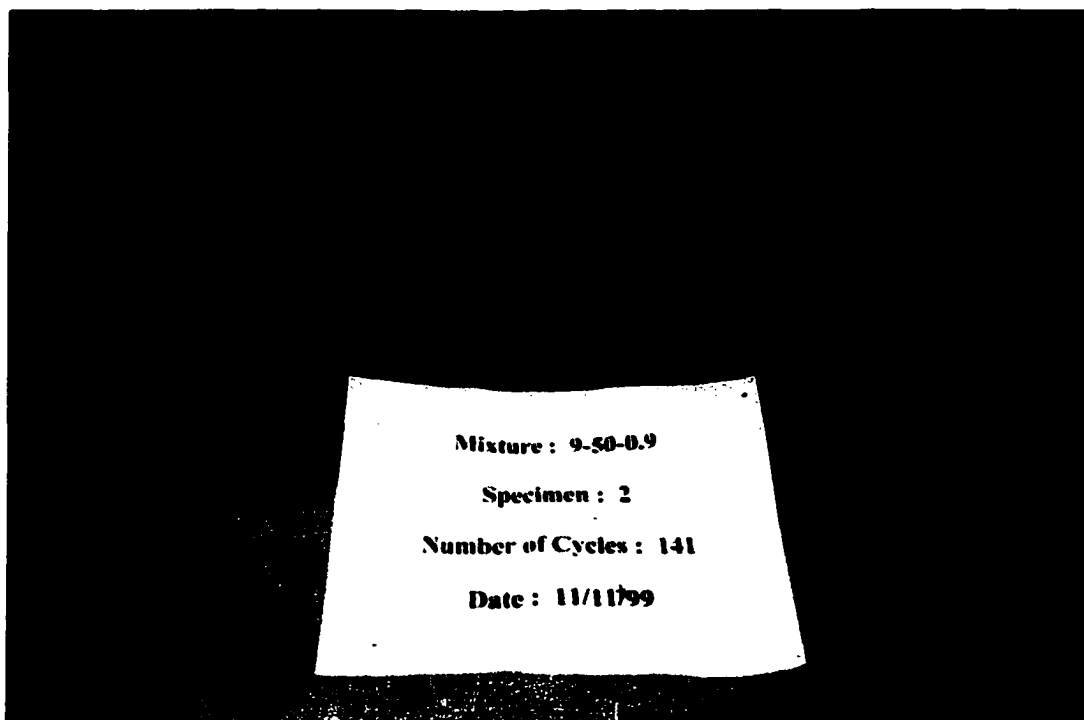 Mixture : 9-50-0.9
Specimen : 2
Number of Cycles : 141
Date : 11/11/99